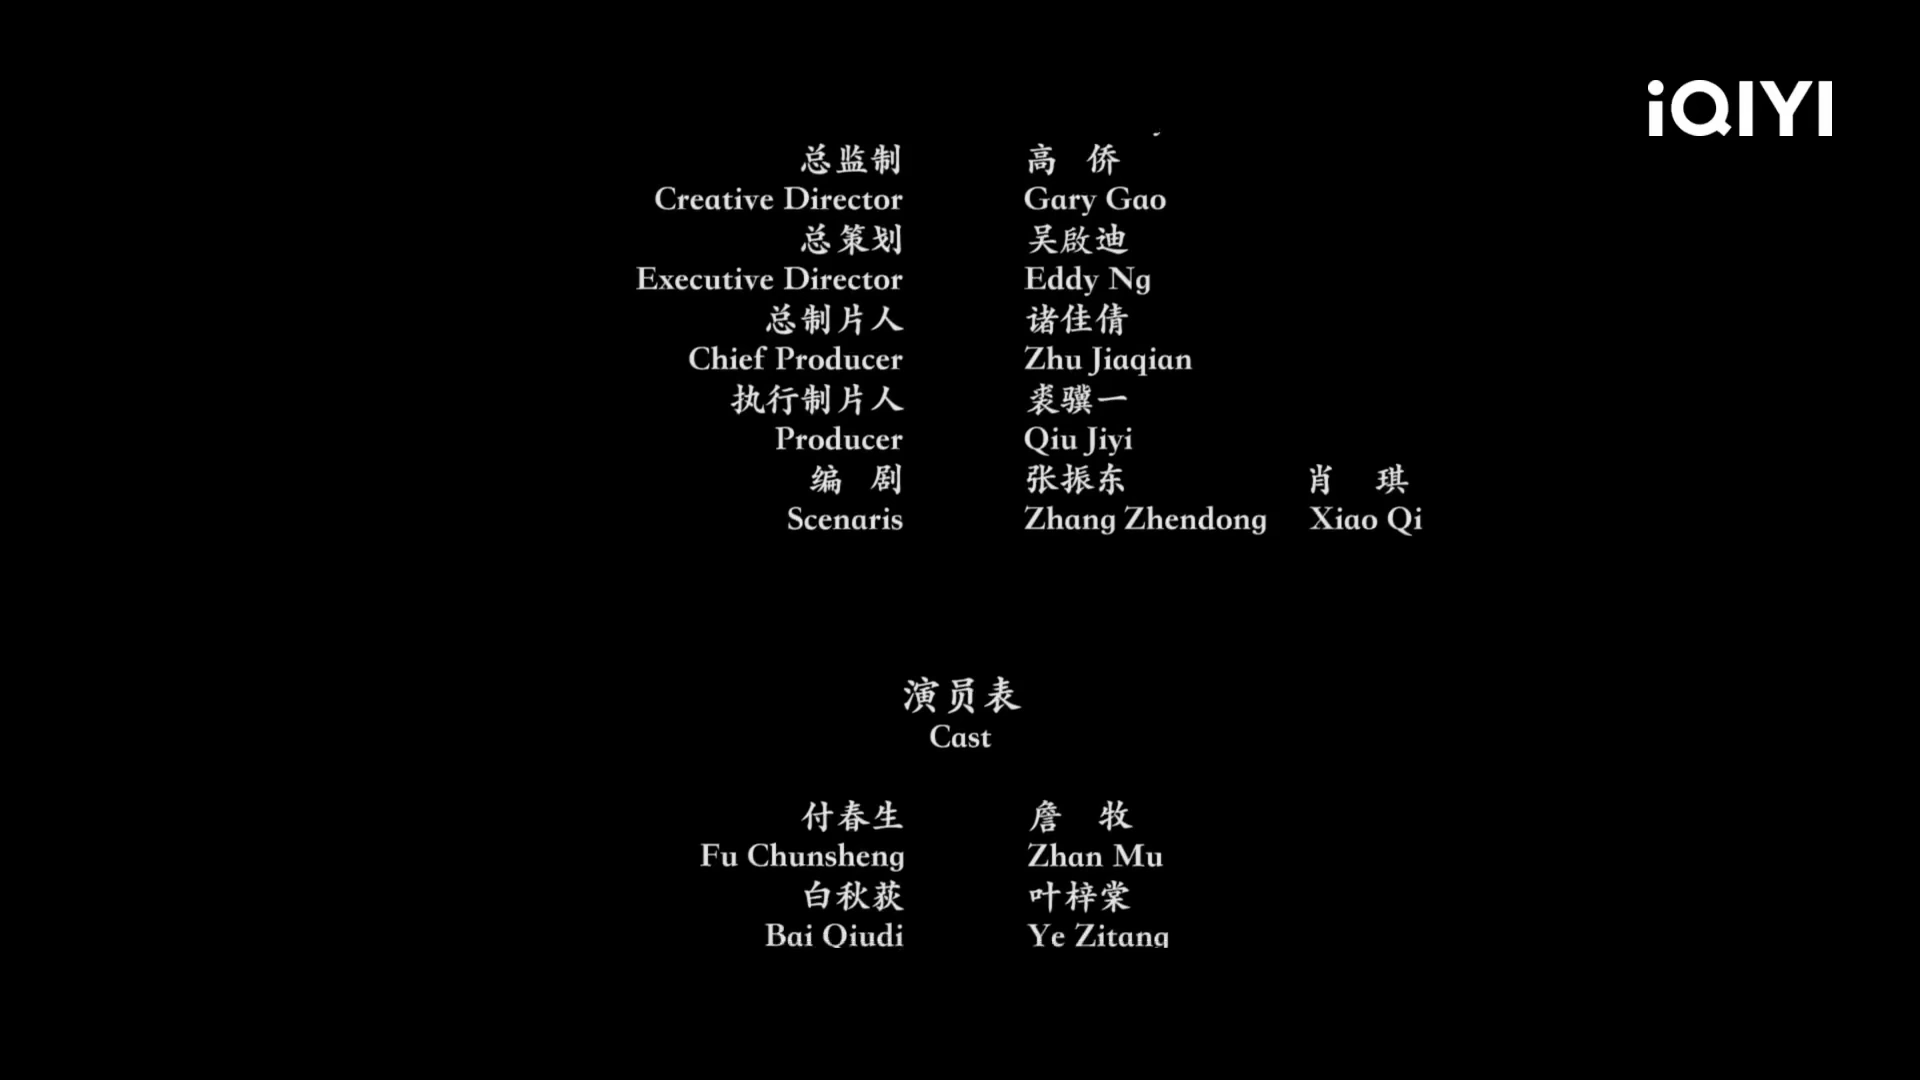 iQIYI
总监制 高 侨
Creative Director Gary Gao
总策划 吴啟迪
Executive Director Eddy Ng
总制片人 诸佳倩
Chief Producer Zhu Jiaqian
执行制片人 裘骥一
Producer Qiu Jiyi
编 剧 张振东 肖 琪
Scenaris Zhang Zhendong Xiao Qi
演员表
Cast
付春生 詹 牧
Fu Chunsheng Zhan Mu
白秋荻 叶梓棠
Bai Qiudi Ye Zitang